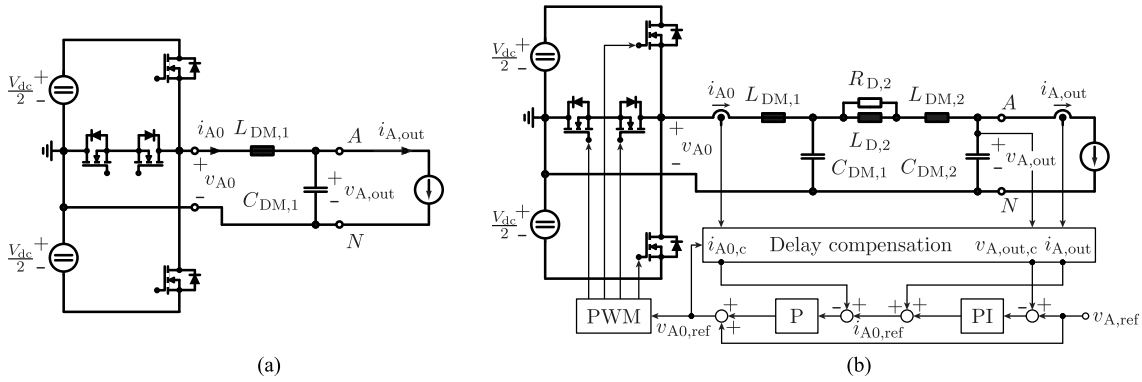 V_dc/2 + -
i_A0 L_DM,1 A i_A,out
+ v_A0 -
C_DM,1 + v_A,out -
N
V_dc/2 + -
(a)
V_dc/2 + -
i_A0 L_DM,1 R_D,2 L_DM,2 A i_A,out
L_D,2
+ v_A0 -
C_DM,1 C_DM,2 + v_A,out -
N
V_dc/2 + -
i_A0,c Delay compensation v_A,out,c i_A,out
PWM v_A0,ref + + P - + i_A0,ref + + PI - + v_A,ref
(b)